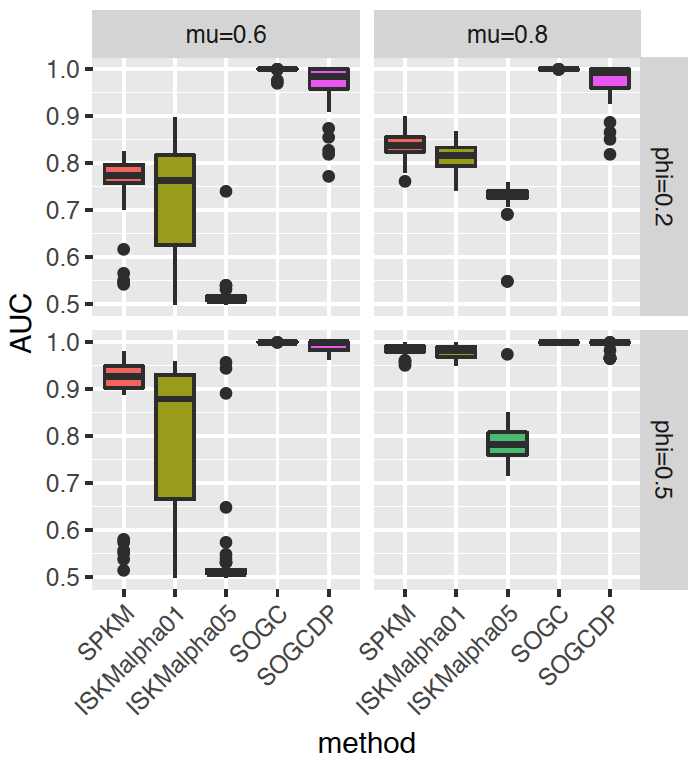 mu=0.6
mu=0.8
phi=0.2
phi=0.5
AUC
1.0
0.9
0.8
0.7
0.6
0.5
1.0
0.9
0.8
0.7
0.6
0.5
SPKM
ISKMalpha01
ISKMalpha05
SOGC
SOGCDP
SPKM
ISKMalpha01
ISKMalpha05
SOGC
SOGCDP
method